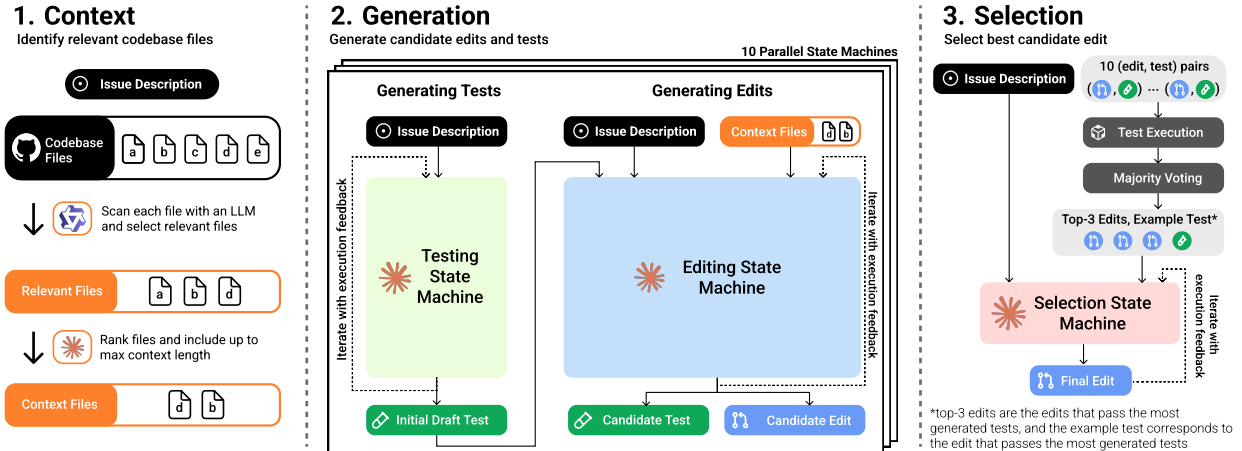 1. Context
Identify relevant codebase files
Issue Description
Codebase
Files
a b c d e
Scan each file with an LLM
and select relevant files
Relevant Files
a b d
Rank files and include up to
max context length
Context Files
d b
2. Generation
Generate candidate edits and tests
10 Parallel State Machines
Generating Tests
Issue Description
Iterate with execution feedback
Testing
State
Machine
Initial Draft Test
Generating Edits
Issue Description
Context Files
d b
Editing State
Machine
Iterate with execution feedback
Candidate Test
Candidate Edit
3. Selection
Select best candidate edit
Issue Description
10 (edit, test) pairs
( , ) ... ( , )
Test Execution
Majority Voting
Top-3 Edits, Example Test*
Selection State
Machine
Iterate with
execution feedback
Final Edit
*top-3 edits are the edits that pass the most
generated tests, and the example test corresponds to
the edit that passes the most generated tests